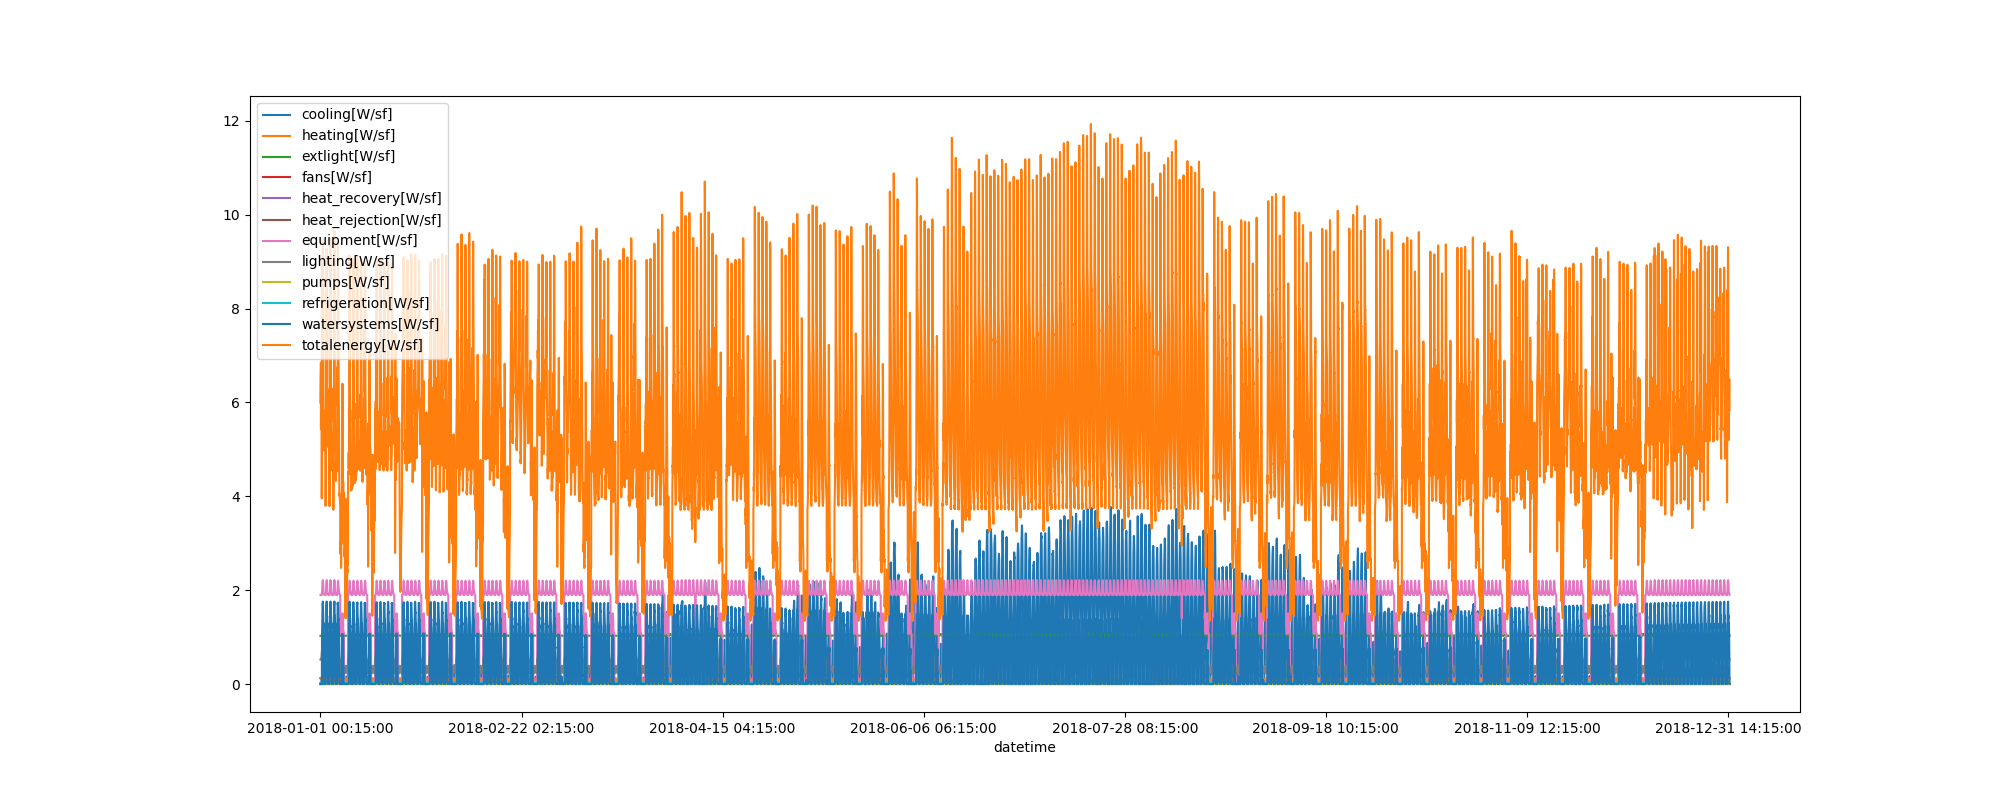 12
10
8
6
4
2
0
cooling[W/sf]
heating[W/sf]
extlight[W/sf]
fans[W/sf]
heat_recovery[W/sf]
heat_rejection[W/sf]
equipment[W/sf]
lighting[W/sf]
pumps[W/sf]
refrigeration[W/sf]
watersystems[W/sf]
totalenergy[W/sf]
2018-01-01 00:15:00 2018-02-22 02:15:00 2018-04-15 04:15:00 2018-06-06 06:15:00 2018-07-28 08:15:00 2018-09-18 10:15:00 2018-11-09 12:15:00 2018-12-31 14:15:00
datetime